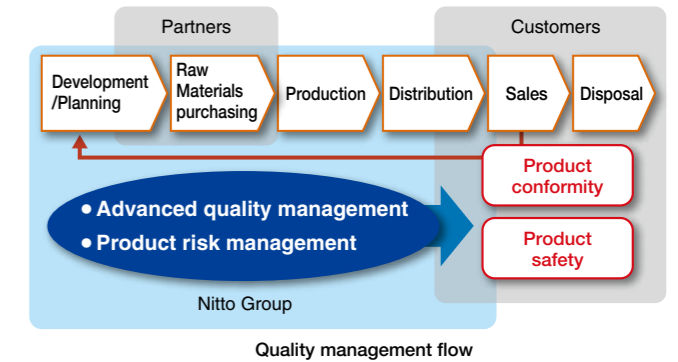 Partners
Customers
Development
/Planning
Raw
Materials
purchasing
Production
Distribution
Sales
Disposal
Product
conformity
• Advanced quality management
• Product risk management
Product
safety
Nitto Group
Quality management flow